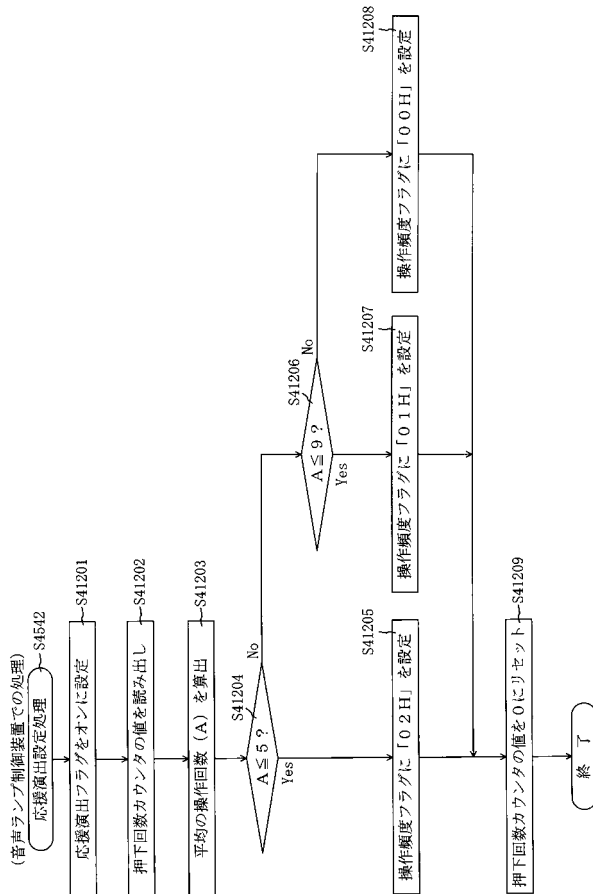 (音声ランプ制御装置での処理)
応援演出設定処理
S4542
応援演出フラグをオンに設定
S41201
押下回数カウンタの値を読み出し
S41202
平均の操作回数(A)を算出
S41203
A≦5?
S41204
No
Yes
A≦9?
S41206
No
Yes
操作頻度フラグに「02H」を設定
S41205
操作頻度フラグに「01H」を設定
S41207
操作頻度フラグに「00H」を設定
S41208
押下回数カウンタの値を0にリセット
S41209
終了